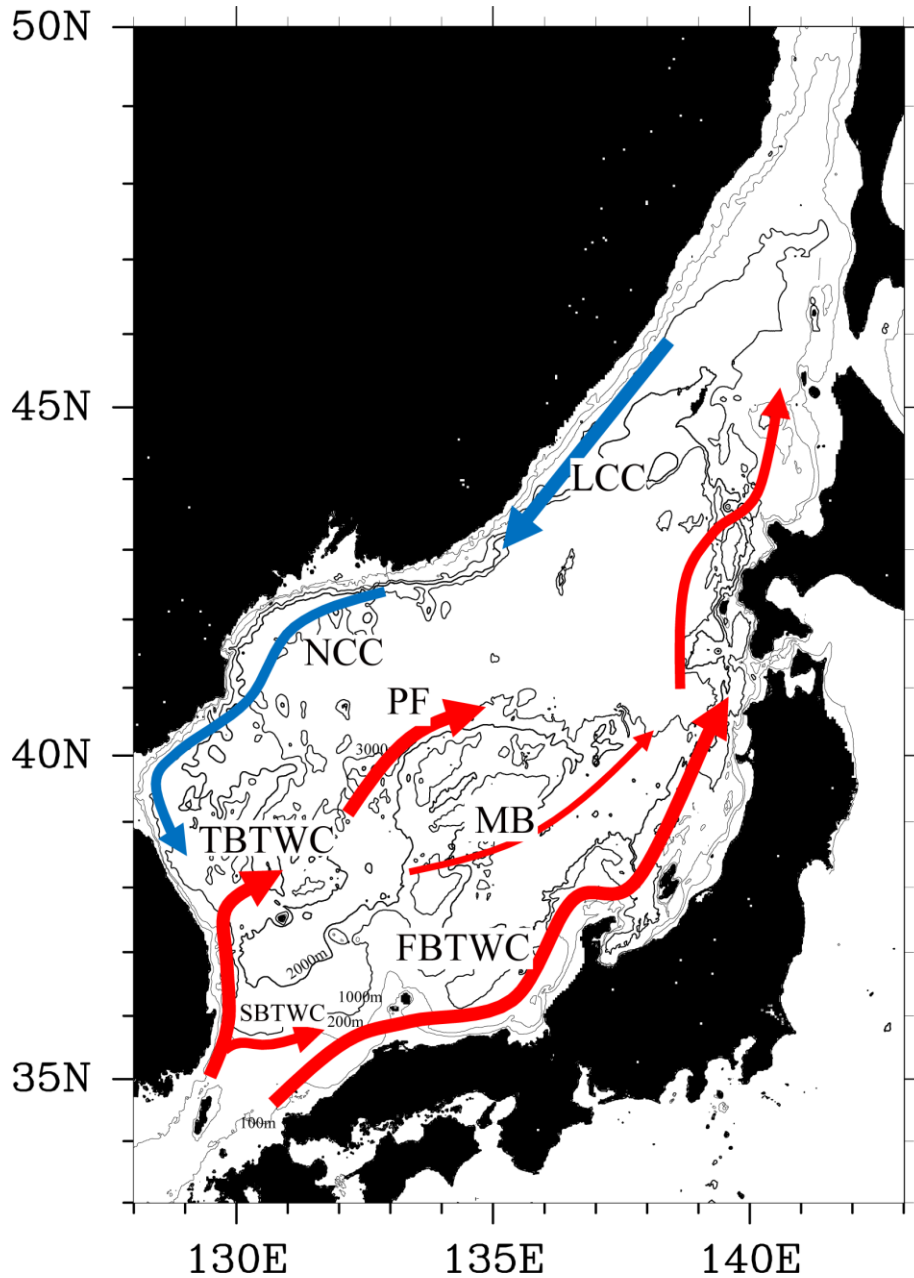 50N
45N
LCC
NCC
PF
40N
3000
MB
TBTWC
FBTWC
2000m
1000m
SBTWC
200m
35N
100m
130E
135E
140E